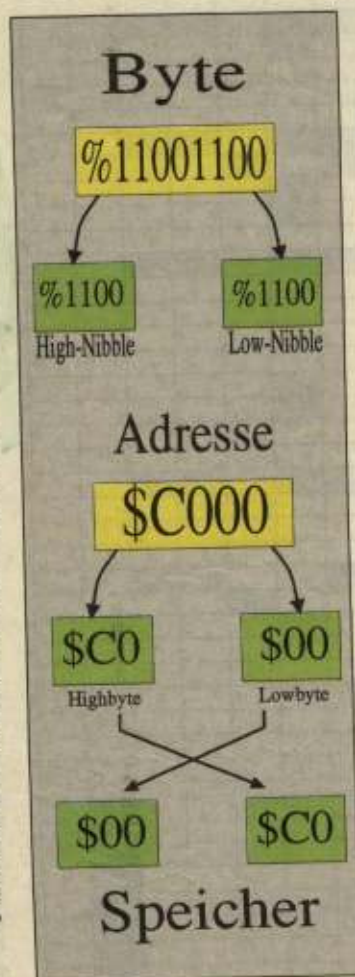 Byte
%11001100
%1100 %1100
High-Nibble Low-Nibble
Adresse
$C000
$C0 $00
Highbyte Lowbyte
$00 $C0
Speicher